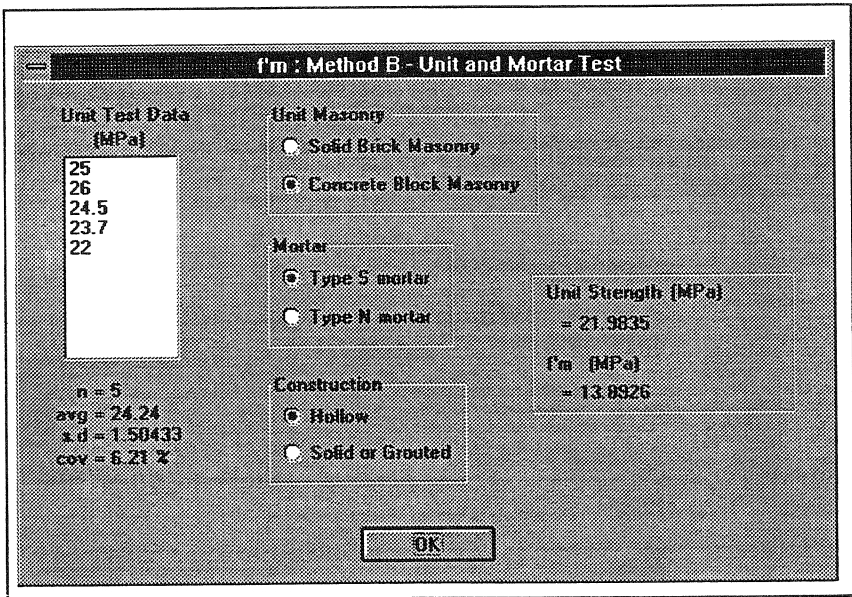 f'm : Method B - Unit and Mortar Test
Unit Test Data
(MPa)
25
26
24.5
23.7
22
n = 5
avg = 24.24
s.d = 1.50433
cov = 6.21 %
Unit Masonry
Solid Brick Masonry
Concrete Block Masonry
Mortar
Type S mortar
Type N mortar
Construction
Hollow
Solid or Grouted
Unit Strength (MPa)
= 21.9835
f'm (MPa)
= 13.8926
OK